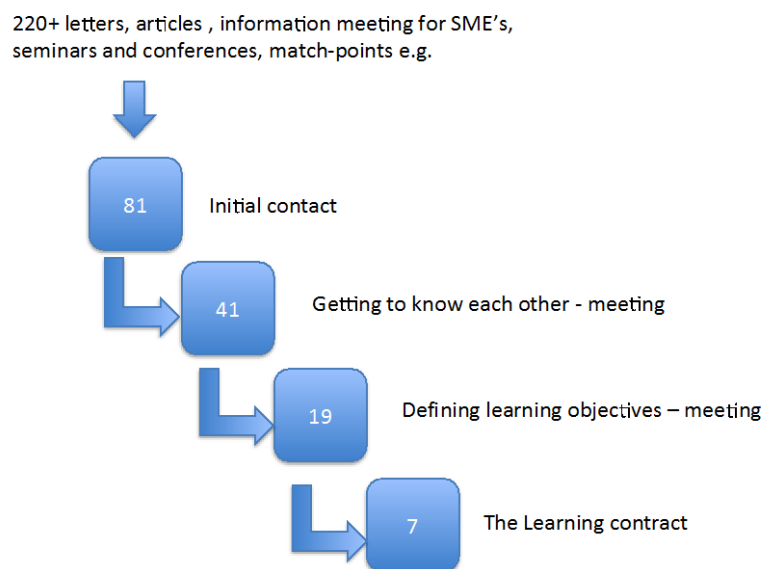 220+ letters, articles , information meeting for SME’s,
seminars and conferences, match-points e.g.
81
Initial contact
41
Getting to know each other - meeting
19
Defining learning objectives – meeting
7
The Learning contract